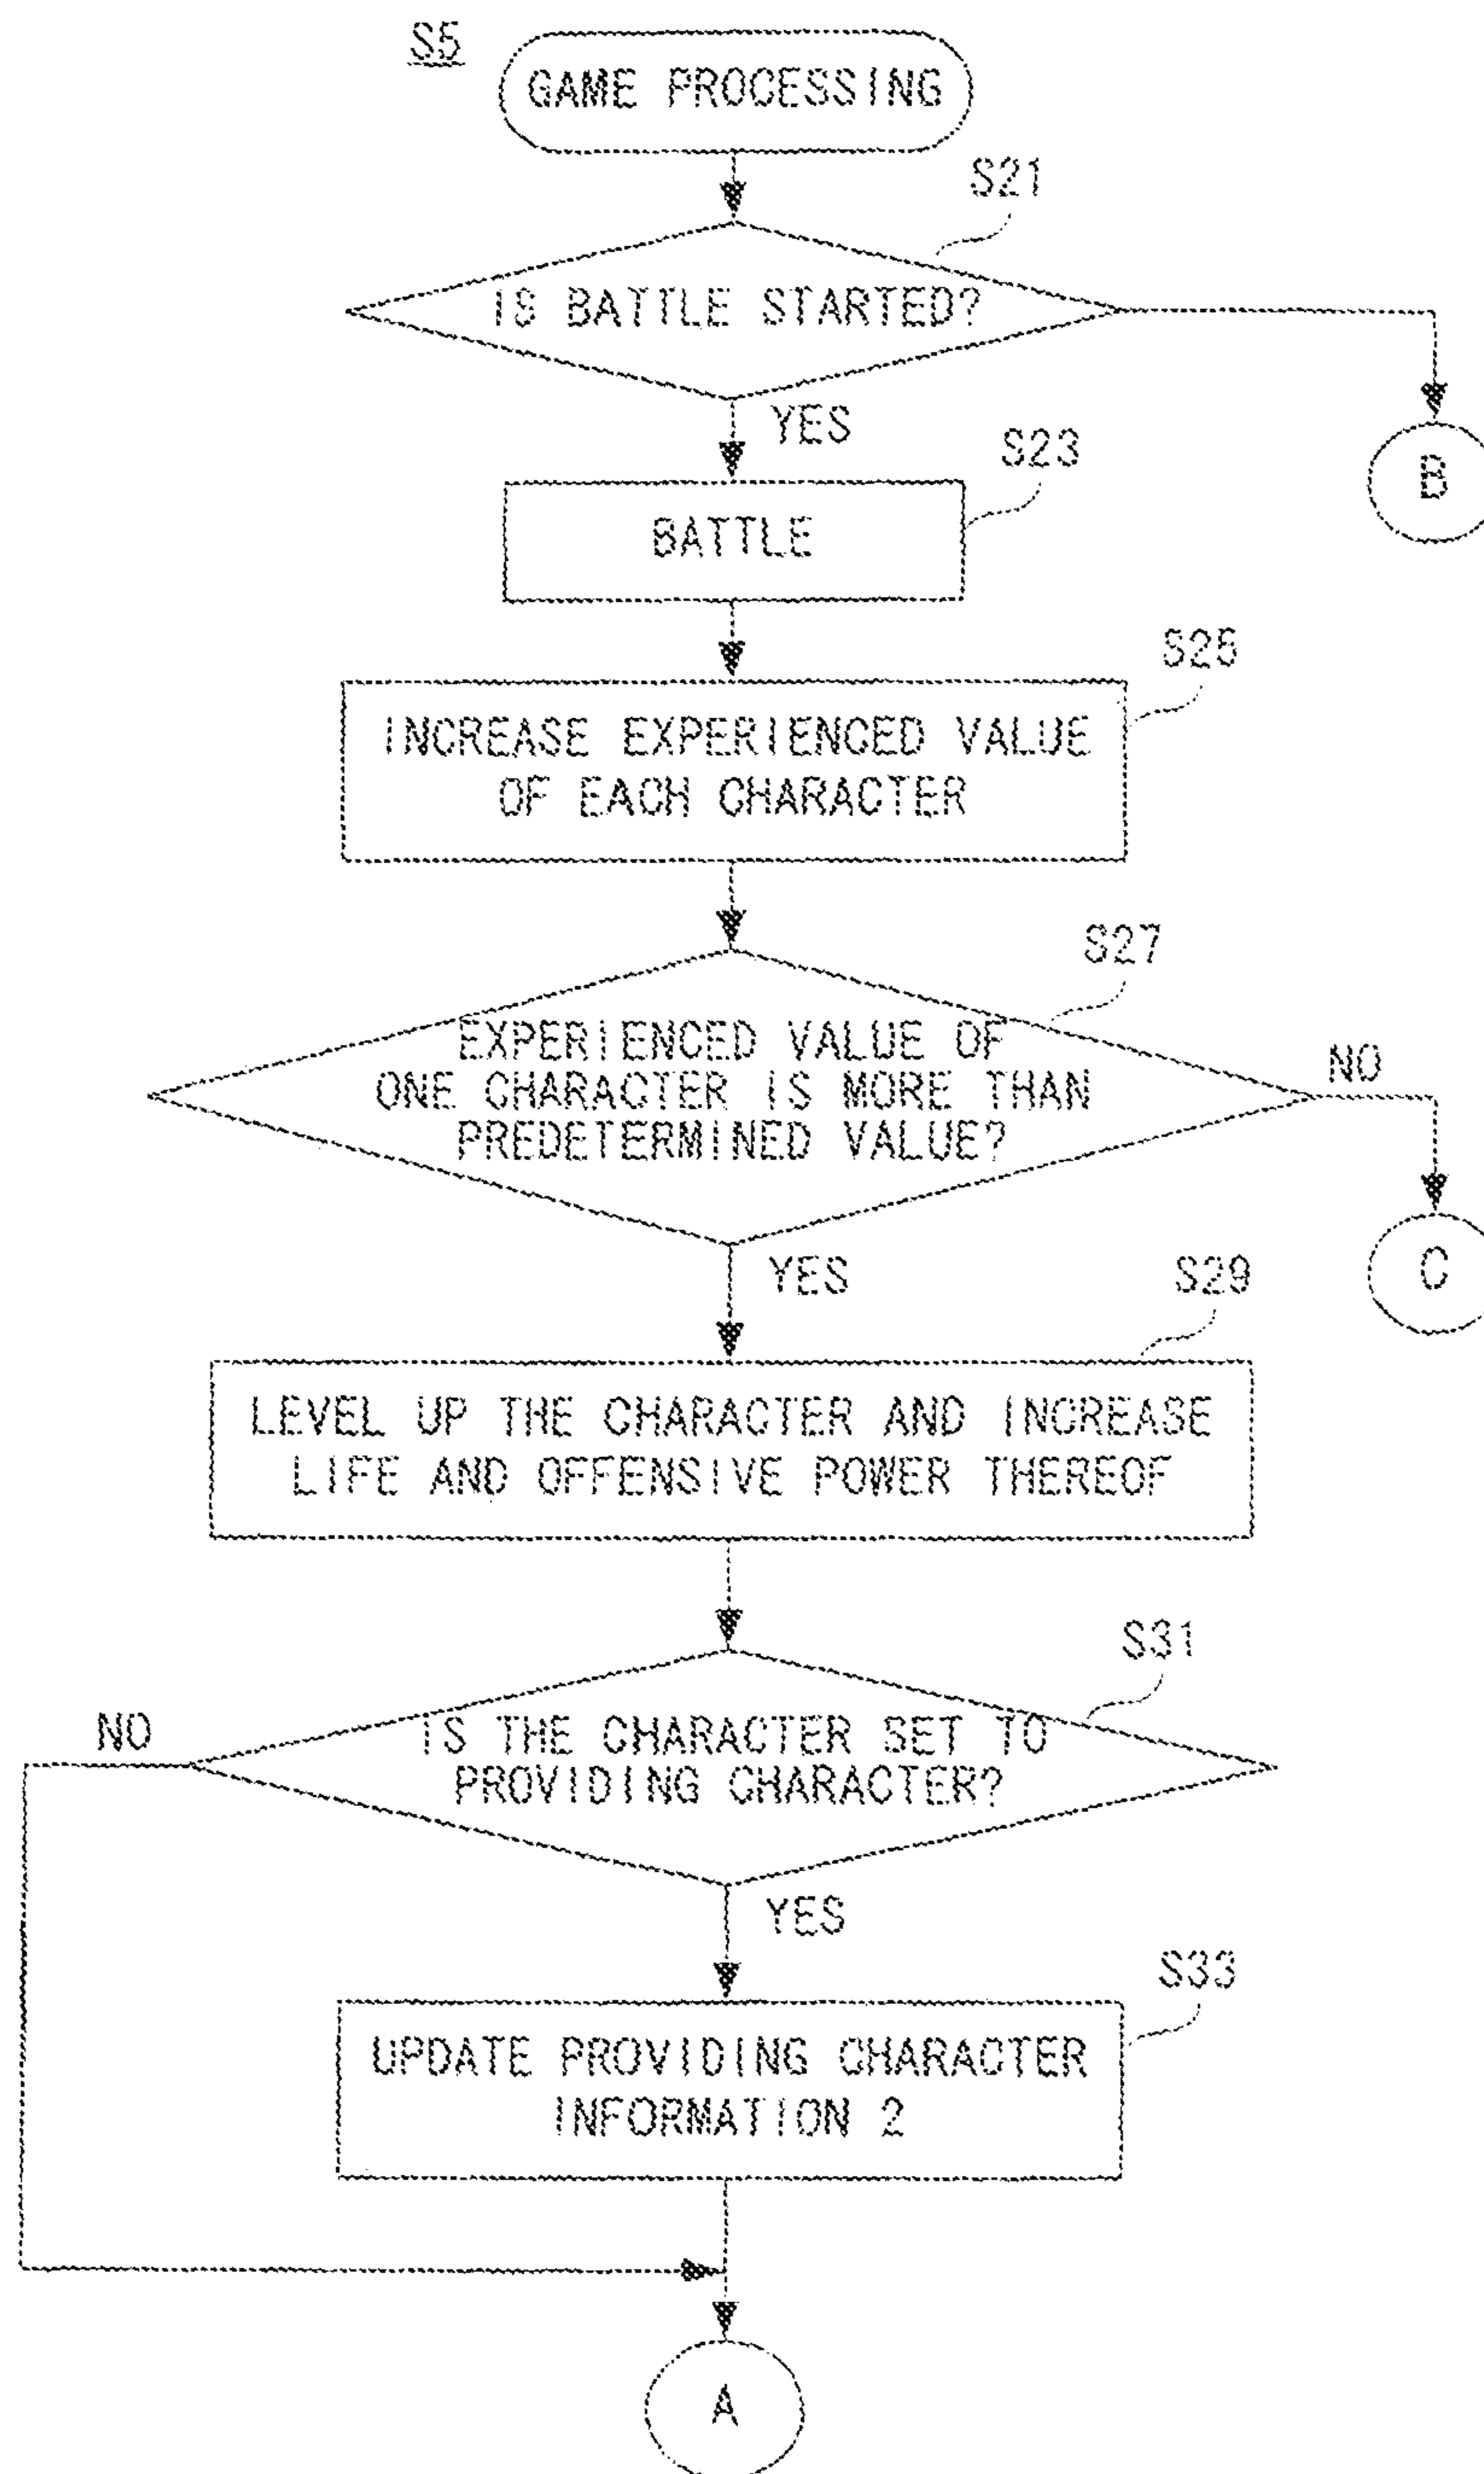 S5
GAME PROCESSING
S21
IS BATTLE STARTED?
YES
B
S23
BATTLE
S25
INCREASE EXPERIENCED VALUE
OF EACH CHARACTER
S27
EXPERIENCED VALUE OF
ONE CHARACTER IS MORE THAN
PREDETERMINED VALUE?
NO
YES
C
S29
LEVEL UP THE CHARACTER AND INCREASE
LIFE AND OFFENSIVE POWER THEREOF
S31
NO
IS THE CHARACTER SET TO
PROVIDING CHARACTER?
YES
S33
UPDATE PROVIDING CHARACTER
INFORMATION 2
A